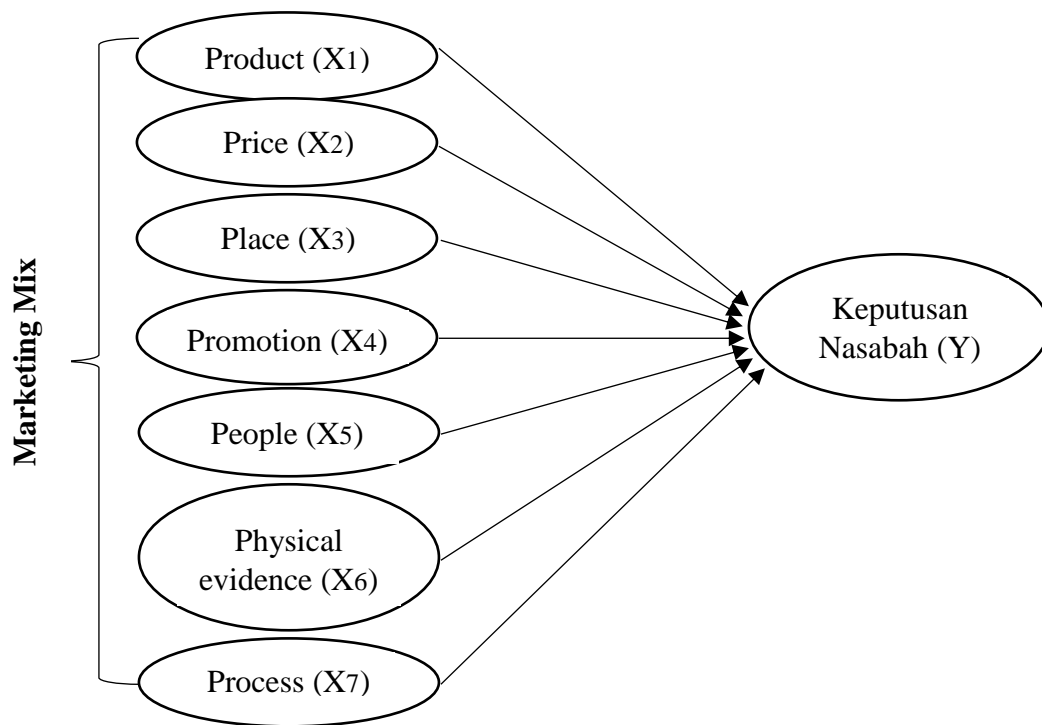 Marketing Mix
Product (X1)
Price (X2)
Place (X3)
Promotion (X4)
People (X5)
Physical
evidence (X6)
Process (X7)
Keputusan
Nasabah (Y)